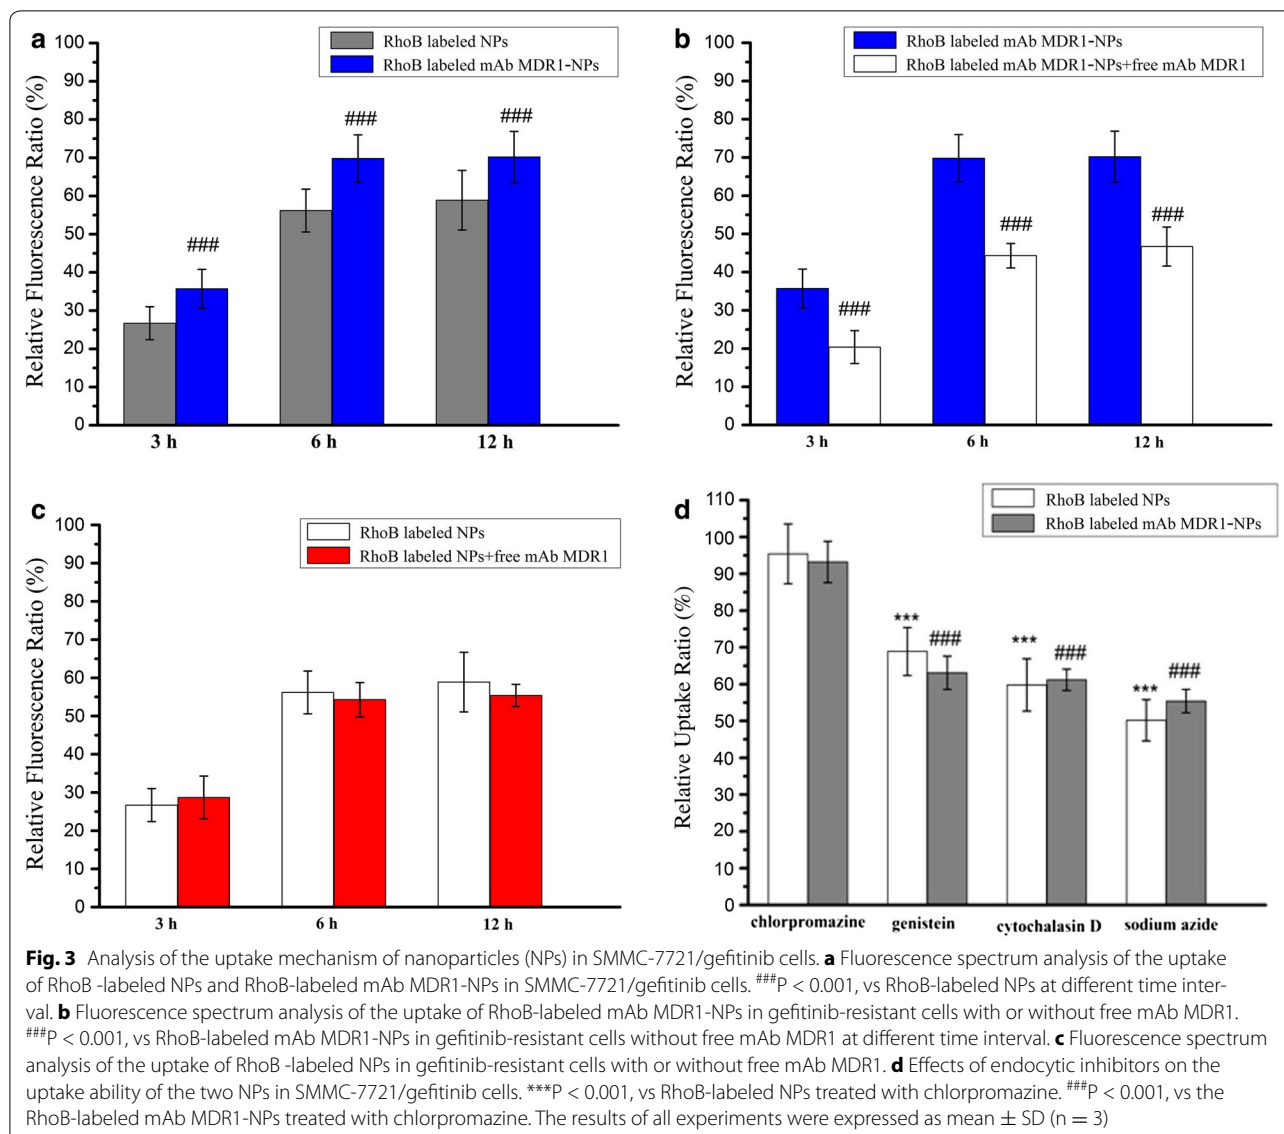 a
RhoB labeled NPs
RhoB labeled mAb MDR1-NPs
Relative Fluorescence Ratio (%)
100
90
80
70
60
50
40
30
20
10
0
###
###
###
3 h
6 h
12 h
b
RhoB labeled mAb MDR1-NPs
RhoB labeled mAb MDR1-NPs+free mAb MDR1
Relative Fluorescence Ratio (%)
100
90
80
70
60
50
40
30
20
10
0
###
###
###
3 h
6 h
12 h
c
RhoB labeled NPs
RhoB labeled NPs+free mAb MDR1
Relative Fluorescence Ratio (%)
100
90
80
70
60
50
40
30
20
10
0
3 h
6 h
12 h
d
RhoB labeled NPs
RhoB labeled mAb MDR1-NPs
Relative Uptake Ratio (%)
110
100
90
80
70
60
50
40
30
20
10
0
***
###
***
###
***
###
chlorpromazine
genistein
cytochalasin D
sodium azide
Fig. 3 Analysis of the uptake mechanism of nanoparticles (NPs) in SMMC-7721/gefitinib cells. a Fluorescence spectrum analysis of the uptake
of RhoB -labeled NPs and RhoB-labeled mAb MDR1-NPs in SMMC-7721/gefitinib cells. ###P < 0.001, vs RhoB-labeled NPs at different time inter-
val. b Fluorescence spectrum analysis of the uptake of RhoB-labeled mAb MDR1-NPs in gefitinib-resistant cells with or without free mAb MDR1.
###P < 0.001, vs RhoB-labeled mAb MDR1-NPs in gefitinib-resistant cells without free mAb MDR1 at different time interval. c Fluorescence spectrum
analysis of the uptake of RhoB -labeled NPs in gefitinib-resistant cells with or without free mAb MDR1. d Effects of endocytic inhibitors on the
uptake ability of the two NPs in SMMC-7721/gefitinib cells. ***P < 0.001, vs RhoB-labeled NPs treated with chlorpromazine. ###P < 0.001, vs the
RhoB-labeled mAb MDR1-NPs treated with chlorpromazine. The results of all experiments were expressed as mean ± SD (n = 3)